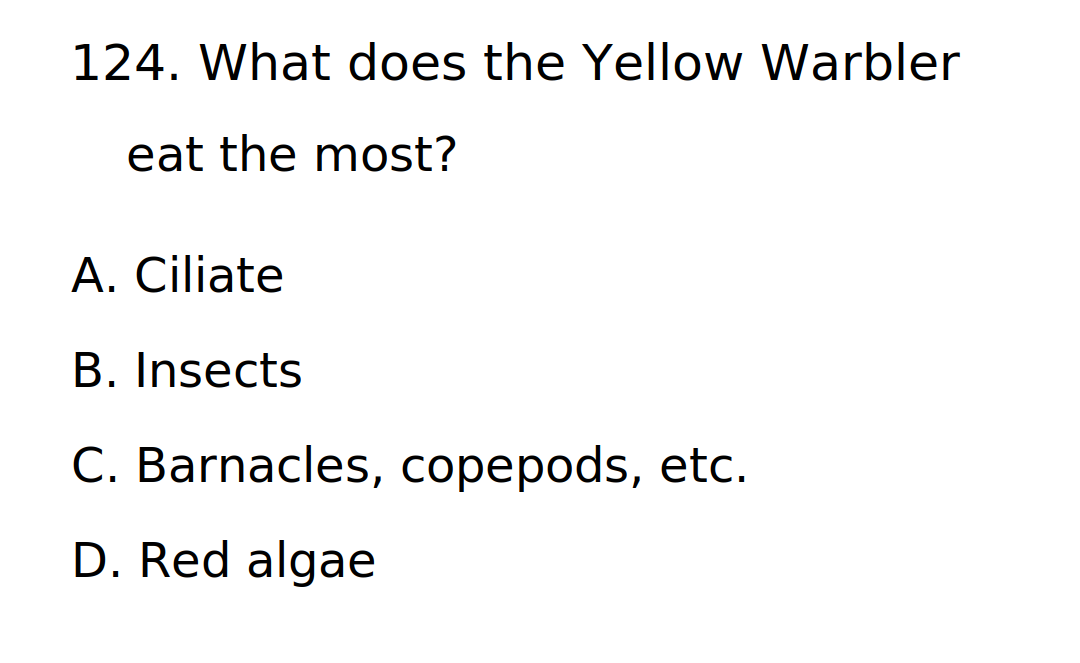 124. What does the Yellow Warbler
eat the most?
A. Ciliate
B. Insects
C. Barnacles, copepods, etc.
D. Red algae